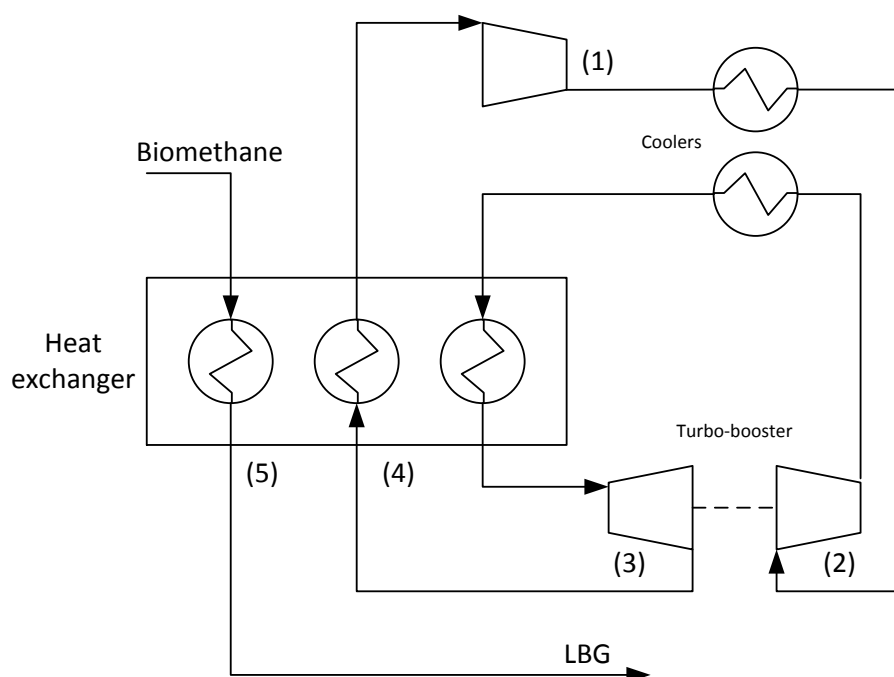 (1)
Coolers
Biomethane
Heat
exchanger
Turbo-booster
(5)
(4)
(3)
(2)
LBG